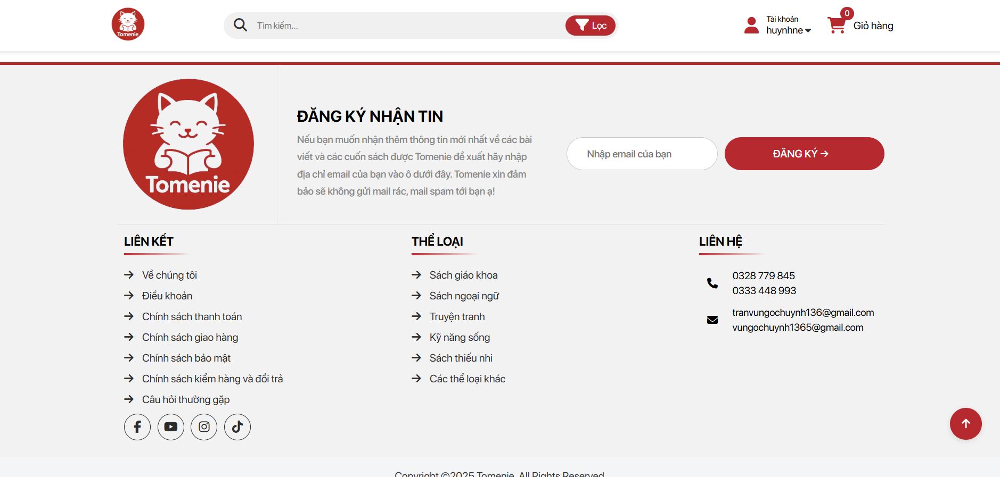 Tomenie
Tìm kiếm...
Lọc
Tài khoản
huynhne
0
Giỏ hàng
Tomenie
ĐĂNG KÝ NHẬN TIN
Nếu bạn muốn nhận thêm thông tin mới nhất về các bài
viết và các cuốn sách được Tomenie đề xuất hãy nhập
địa chỉ email của bạn vào ô dưới đây. Tomenie xin đảm
bảo sẽ không gửi mail rác, mail spam tới bạn ạ!
Nhập email của bạn
ĐĂNG KÝ
LIÊN KẾT
Về chúng tôi
Điều khoản
Chính sách thanh toán
Chính sách giao hàng
Chính sách bảo mật
Chính sách kiểm hàng và đổi trả
Câu hỏi thường gặp
THỂ LOẠI
Sách giáo khoa
Sách ngoại ngữ
Truyện tranh
Kỹ năng sống
Sách thiếu nhi
Các thể loại khác
LIÊN HỆ
0328 779 845
0333 448 993
tranvungochuynh136@gmail.com
vungochuynh1365@gmail.com
Copyright ©2025 Tomenie. All Rights Reserved